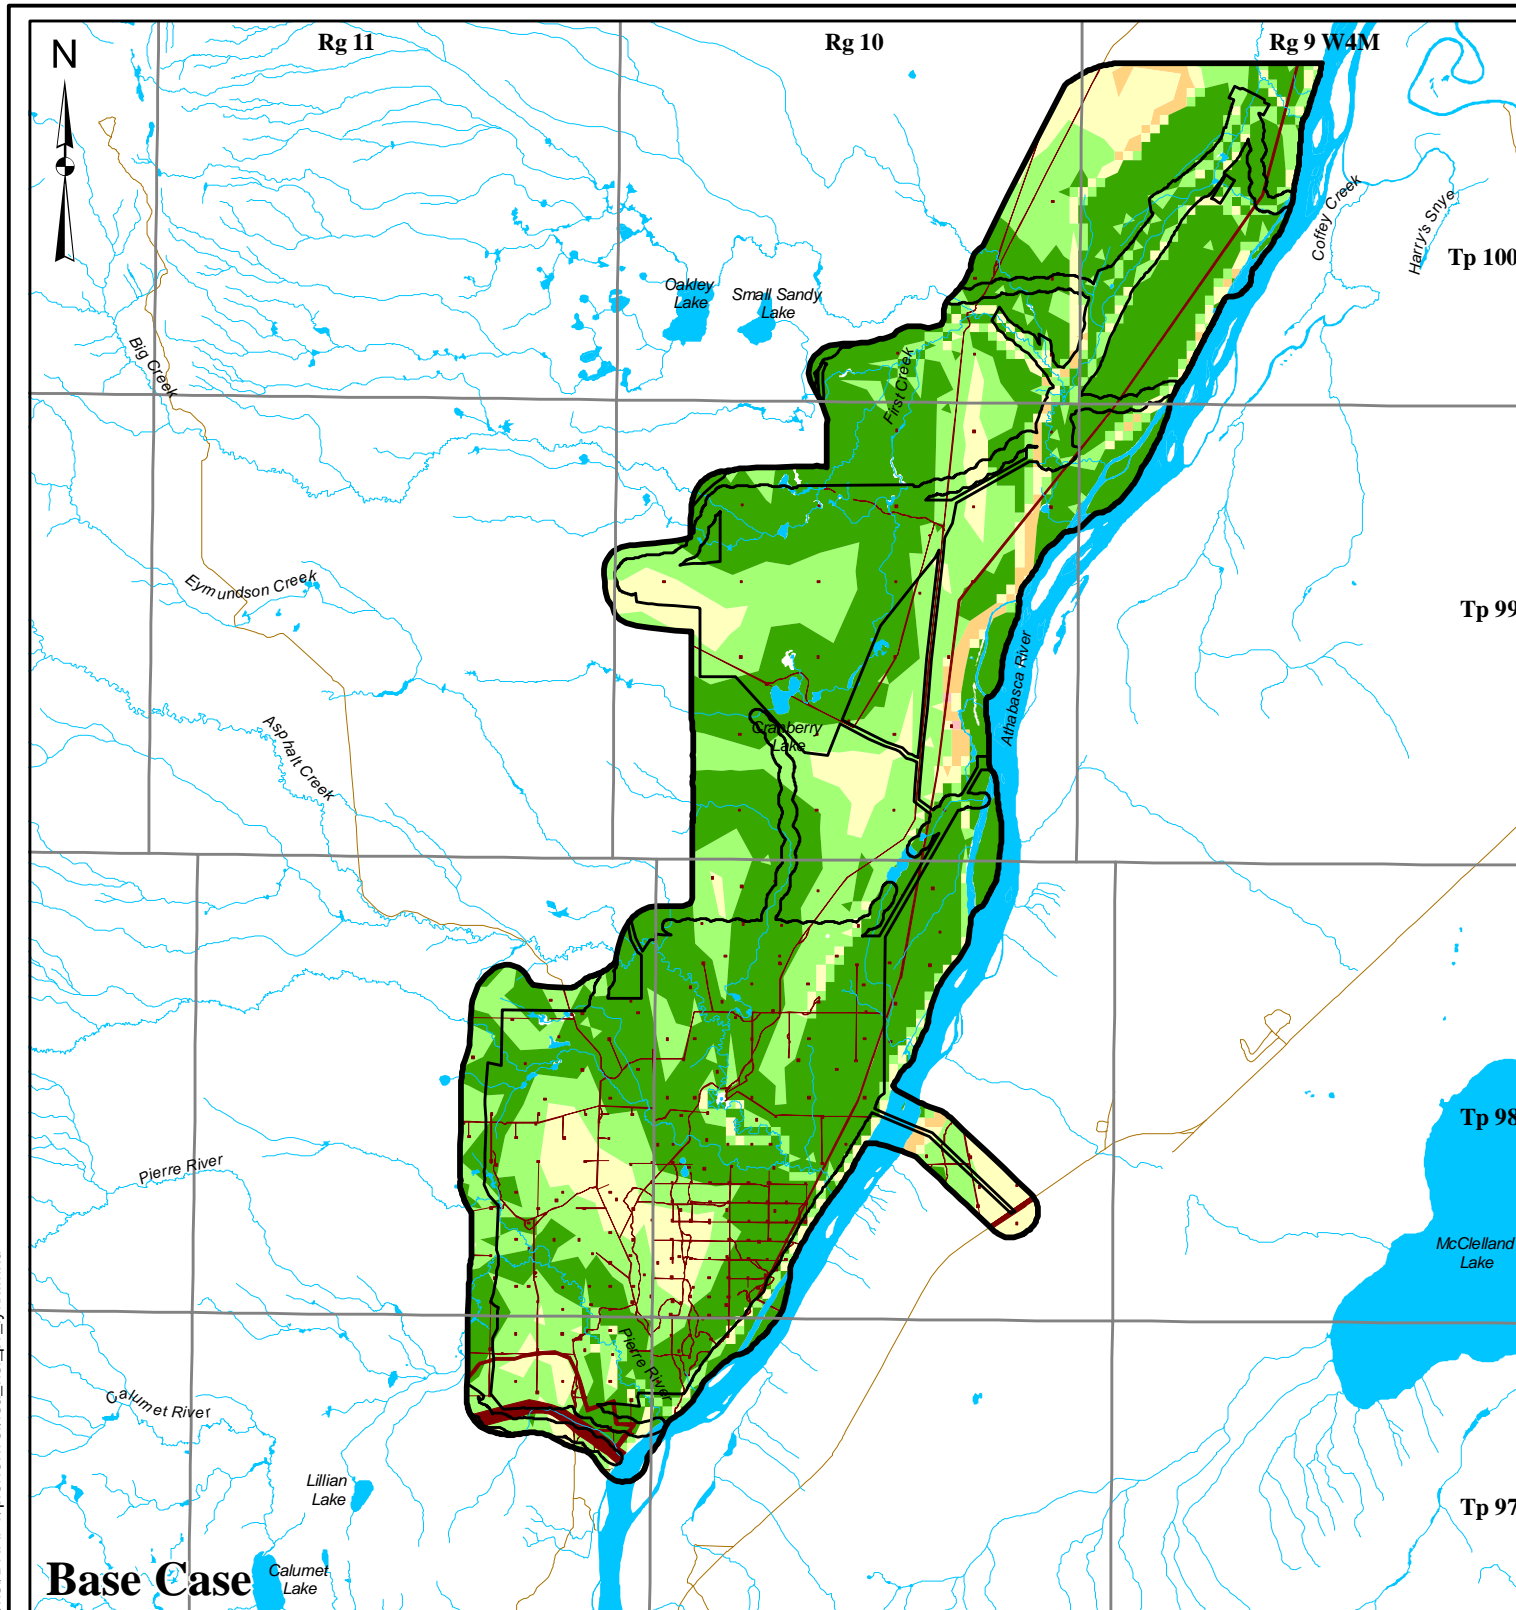 N
Rg 11
Rg 10
Rg 9 W4M
Coffey Creek
Harry's Snye
Tp 100
Oakley
Lake
Small Sandy
Lake
Big Creek
First Creek
Eymundson Creek
Tp 99
Athabasca River
Asphalt Creek
Cranberry
Lake
Tp 98
Pierre River
McClelland
Lake
Pierre River
Calumet River
Lillian
Lake
Tp 97
Base Case
Calumet
Lake